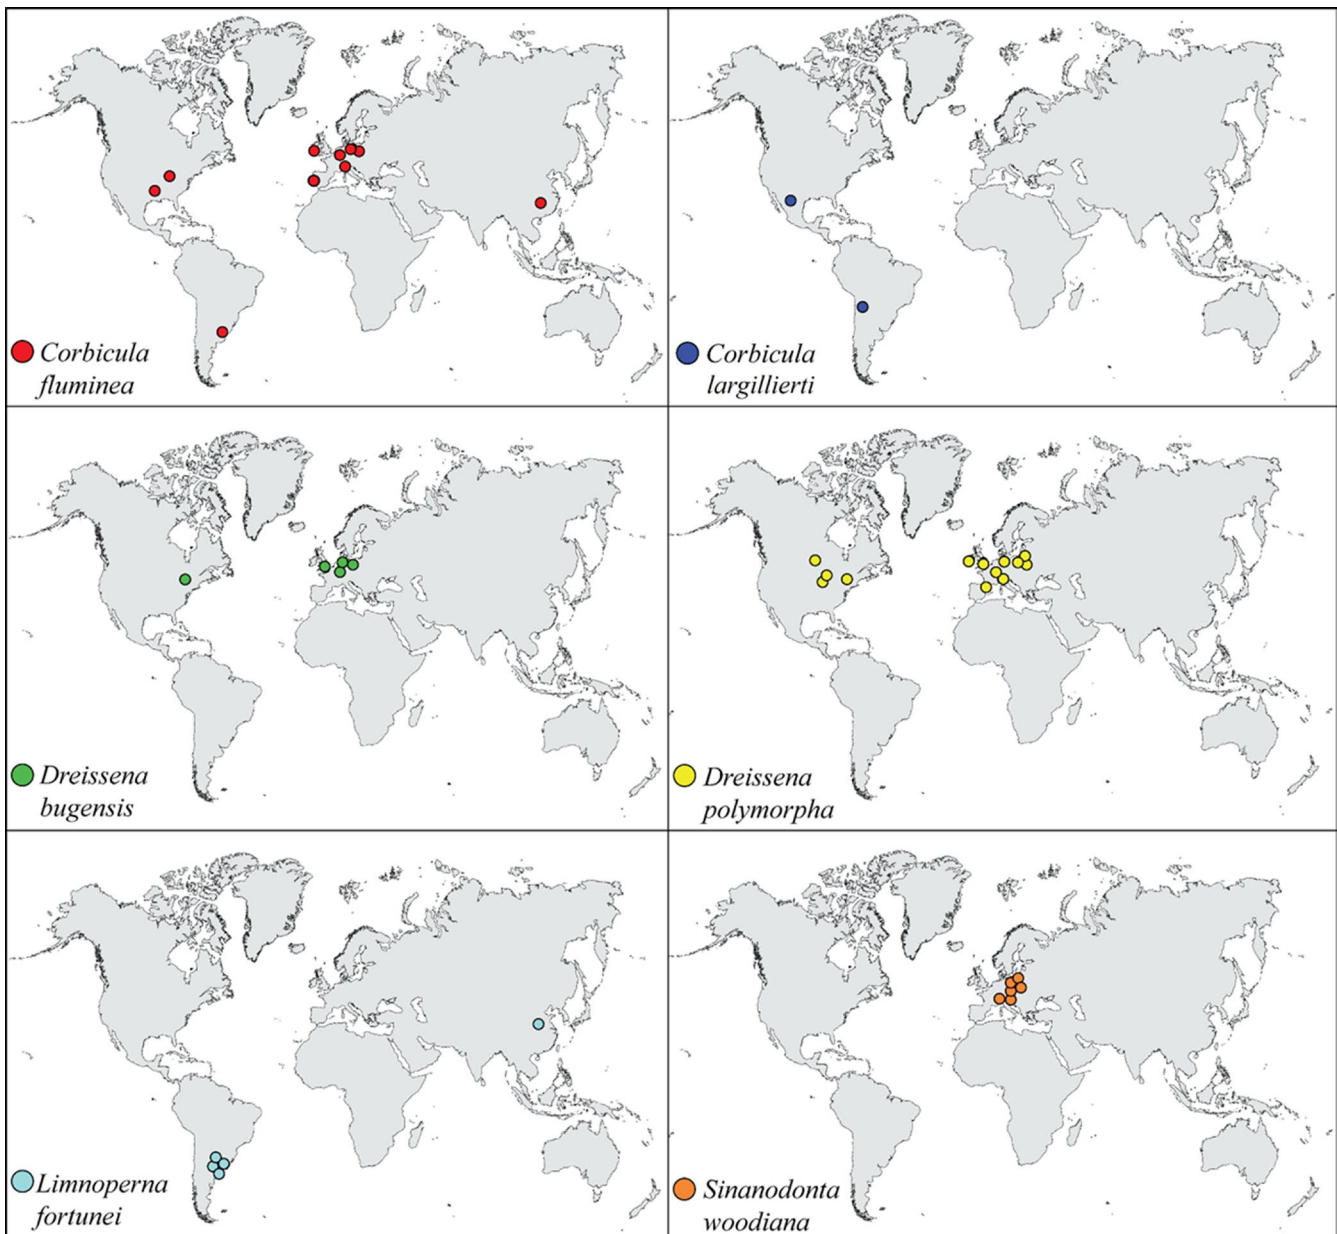 Corbicula
fluminea
Corbicula
largillierti
Dreissena
bugensis
Dreissena
polymorpha
Limnoperna
fortunei
Sinanodonta
woodiana